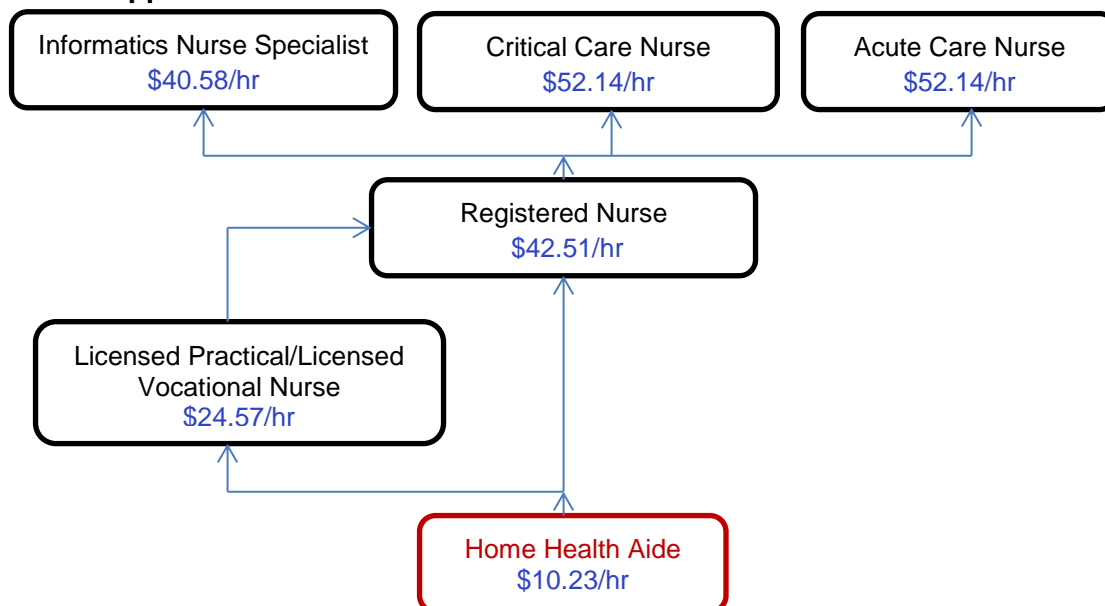 Informatics Nurse Specialist
$40.58/hr
Critical Care Nurse
$52.14/hr
Acute Care Nurse
$52.14/hr
Registered Nurse
$42.51/hr
Licensed Practical/Licensed
Vocational Nurse
$24.57/hr
Home Health Aide
$10.23/hr